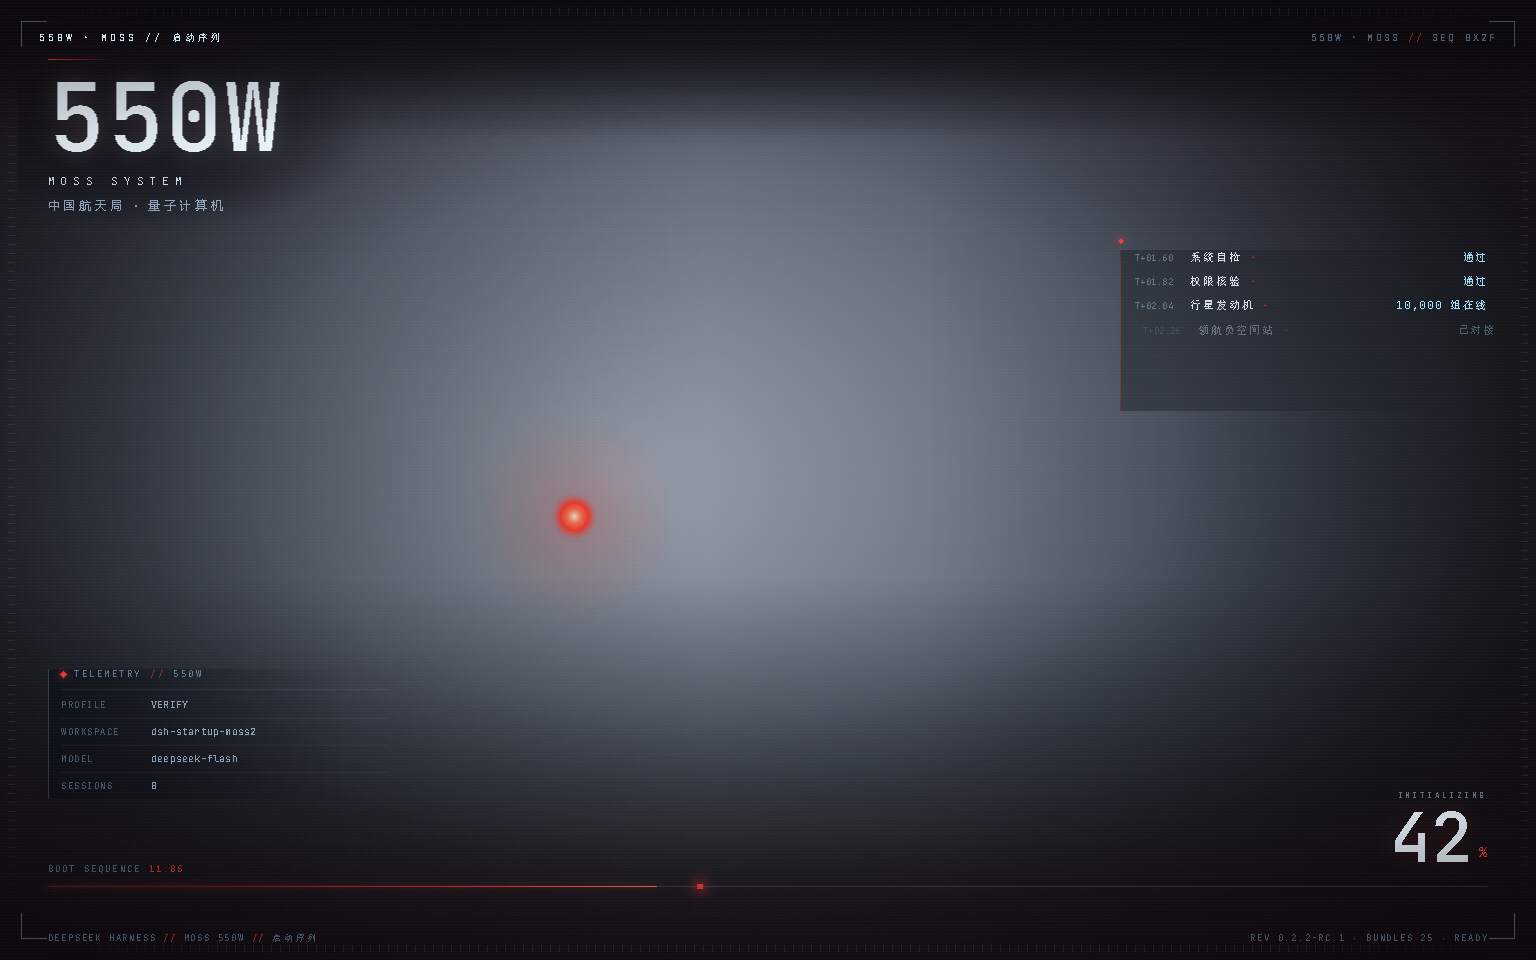 550W · MOSS // 启动序列
550W · MOSS // SEQ 0X2F
550W
MOSS SYSTEM
中国航天局 · 量子计算机
T+01.60 系统自检 · 通过
T+01.82 权限核验 · 通过
T+02.04 行星发动机 · 10,000 组在线
T+02.26 领航员空间站 · 已对接
TELEMETRY // 550W
PROFILE VERIFY
WORKSPACE dsh-startup-moss2
MODEL deepseek-flash
SESSIONS 8
INITIALIZING
42 %
BOOT SEQUENCE 11.8S
DEEPSEEK HARNESS // MOSS 550W // 启动序列
REV 0.2.2-RC.1 · BUNDLES 25 · READY